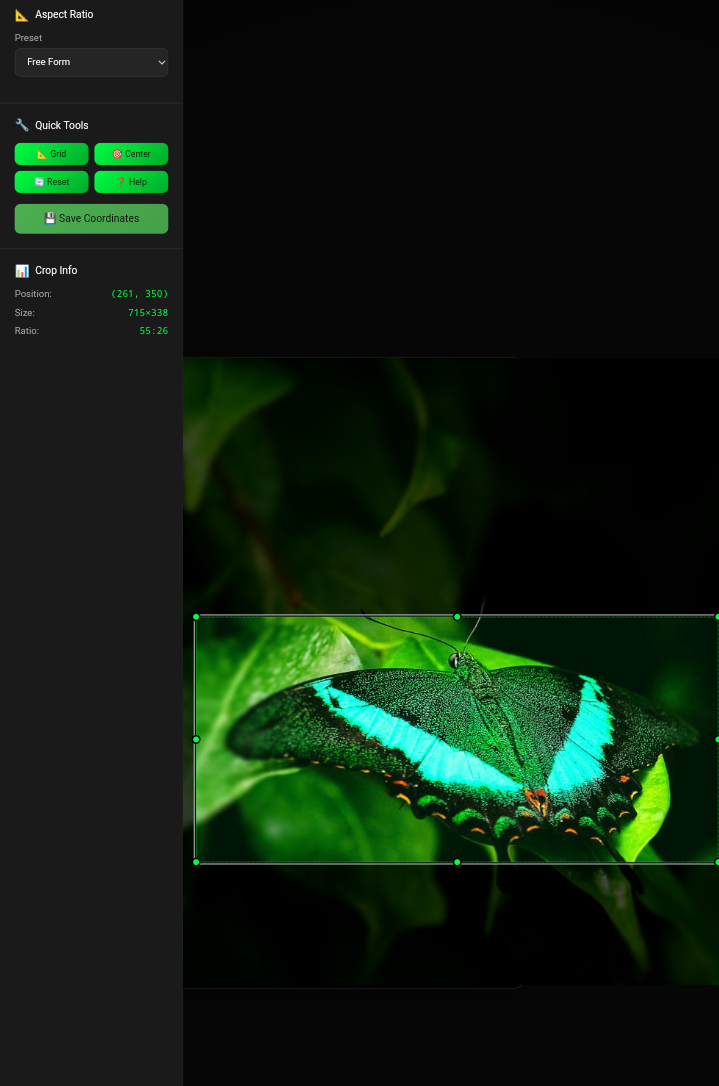 📐 Aspect Ratio
Preset
Free Form
🔧 Quick Tools
📐 Grid
🎯 Center
🔄 Reset
❓ Help
💾 Save Coordinates
📊 Crop Info
Position: (261, 350)
Size: 715×338
Ratio: 55:26